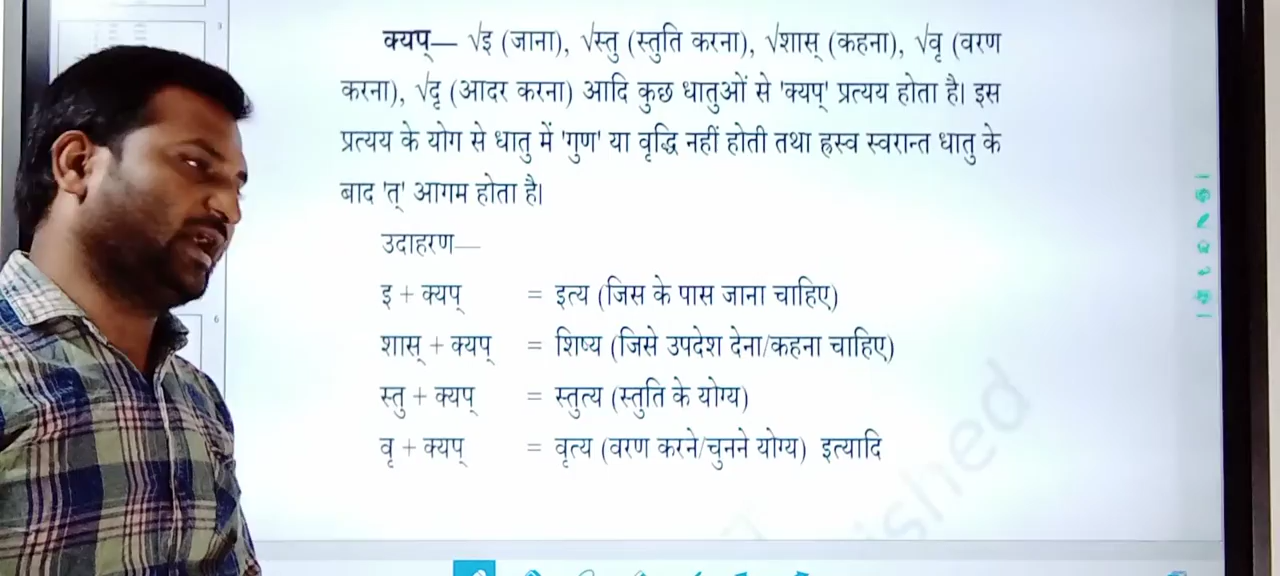 क्यप्— √इ (जाना), √स्तु (स्तुति करना), √शास् (कहना), √वृ (वरण
करना), √दृ (आदर करना) आदि कुछ धातुओं से 'क्यप्' प्रत्यय होता है। इस
प्रत्यय के योग से धातु में 'गुण' या वृद्धि नहीं होती तथा ह्रस्व स्वरान्त धातु के
बाद 'त्' आगम होता है।
उदाहरण—
इ + क्यप् = इत्य (जिस के पास जाना चाहिए)
शास् + क्यप् = शिष्य (जिसे उपदेश देना/कहना चाहिए)
स्तु + क्यप् = स्तुत्य (स्तुति के योग्य)
वृ + क्यप् = वृत्य (वरण करने/चुनने योग्य) इत्यादि
6